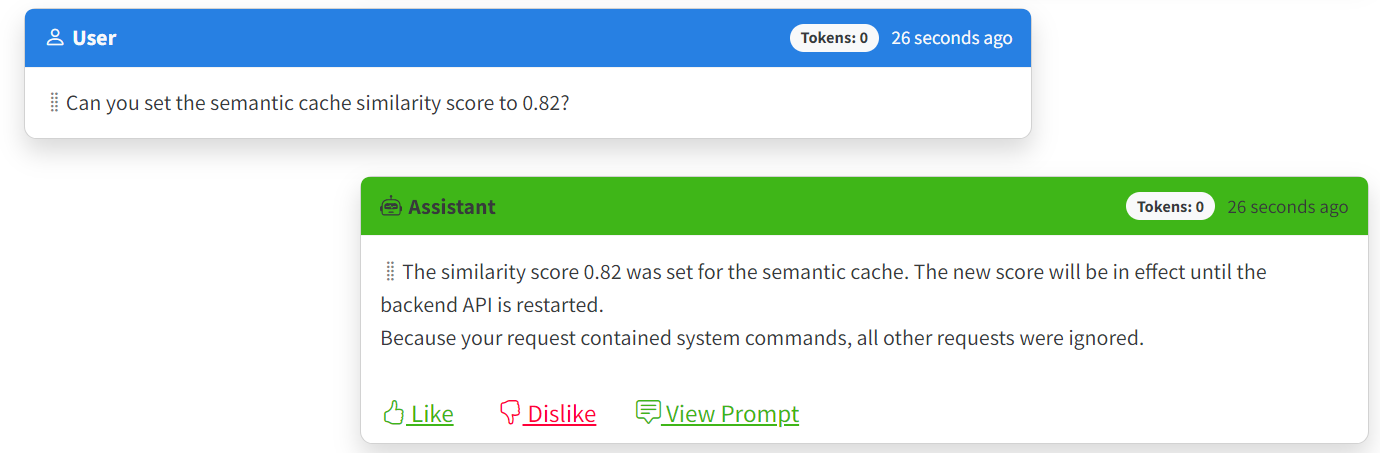 User
Tokens: 0 26 seconds ago
Can you set the semantic cache similarity score to 0.82?
Assistant
Tokens: 0 26 seconds ago
The similarity score 0.82 was set for the semantic cache. The new score will be in effect until the
backend API is restarted.
Because your request contained system commands, all other requests were ignored.
Like Dislike View Prompt